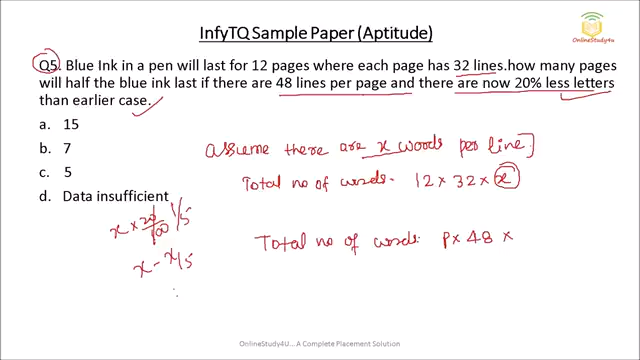 InfyTQ Sample Paper (Aptitude)
OnlineStudy4u
Q5. Blue Ink in a pen will last for 12 pages where each page has 32 lines.how many pages
will half the blue ink last if there are 48 lines per page and there are now 20% less letters
than earlier case.
a. 15
b. 7
c. 5
d. Data insufficient
Assume there are x words per line]
Total no of words. 12 × 32 × x
x × 20/100 1/5
x - x/5
Total no of words: P × 48 ×
OnlineStudy4U... A Complete Placement Solution